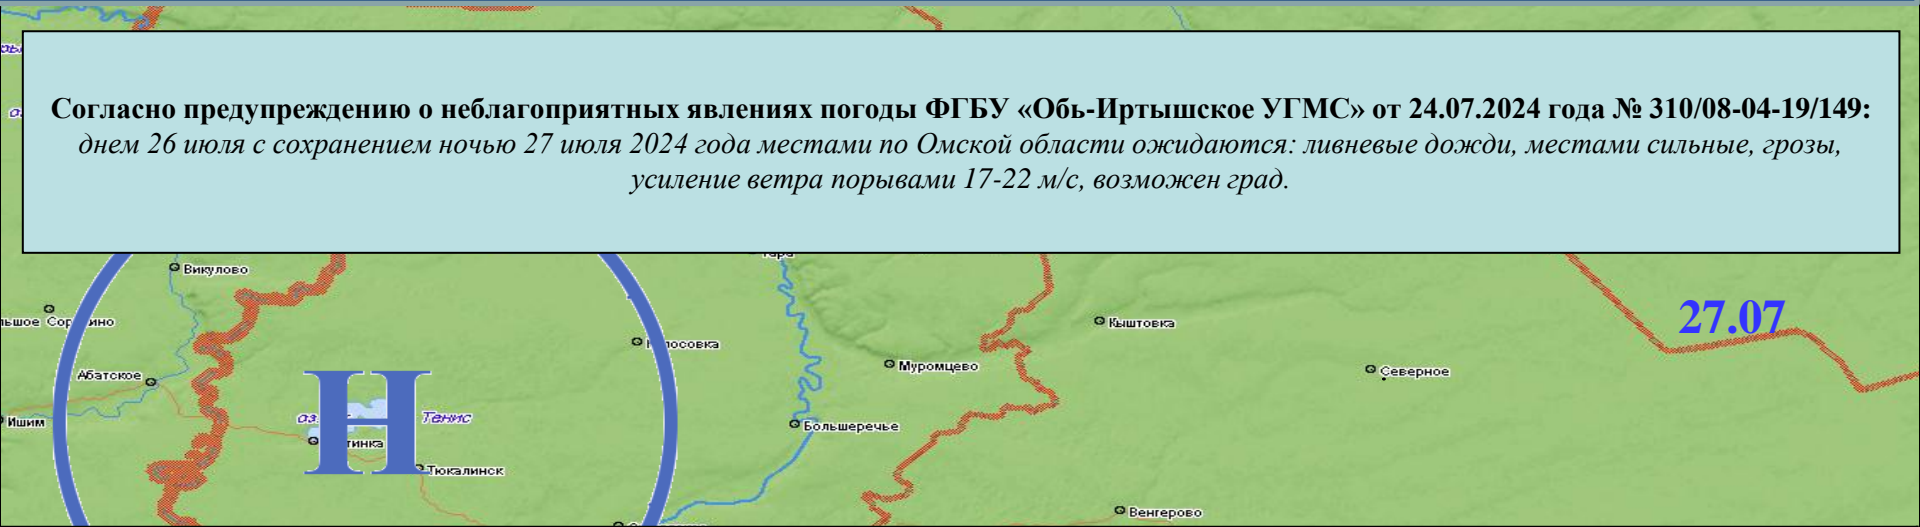 Согласно предупреждению о неблагоприятных явлениях погоды ФГБУ «Обь-Иртышское УГМС» от 24.07.2024 года № 310/08-04-19/149:
днем 26 июля с сохранением ночью 27 июля 2024 года местами по Омской области ожидаются: ливневые дожди, местами сильные, грозы,
усиление ветра порывами 17-22 м/с, возможен град.
Викулово
27.07
Кыштовка
Муромцево
Северное
Абатское
Н
оз.
Тенис
Ишим
Большеречье
Тюкалинск
Венгерово